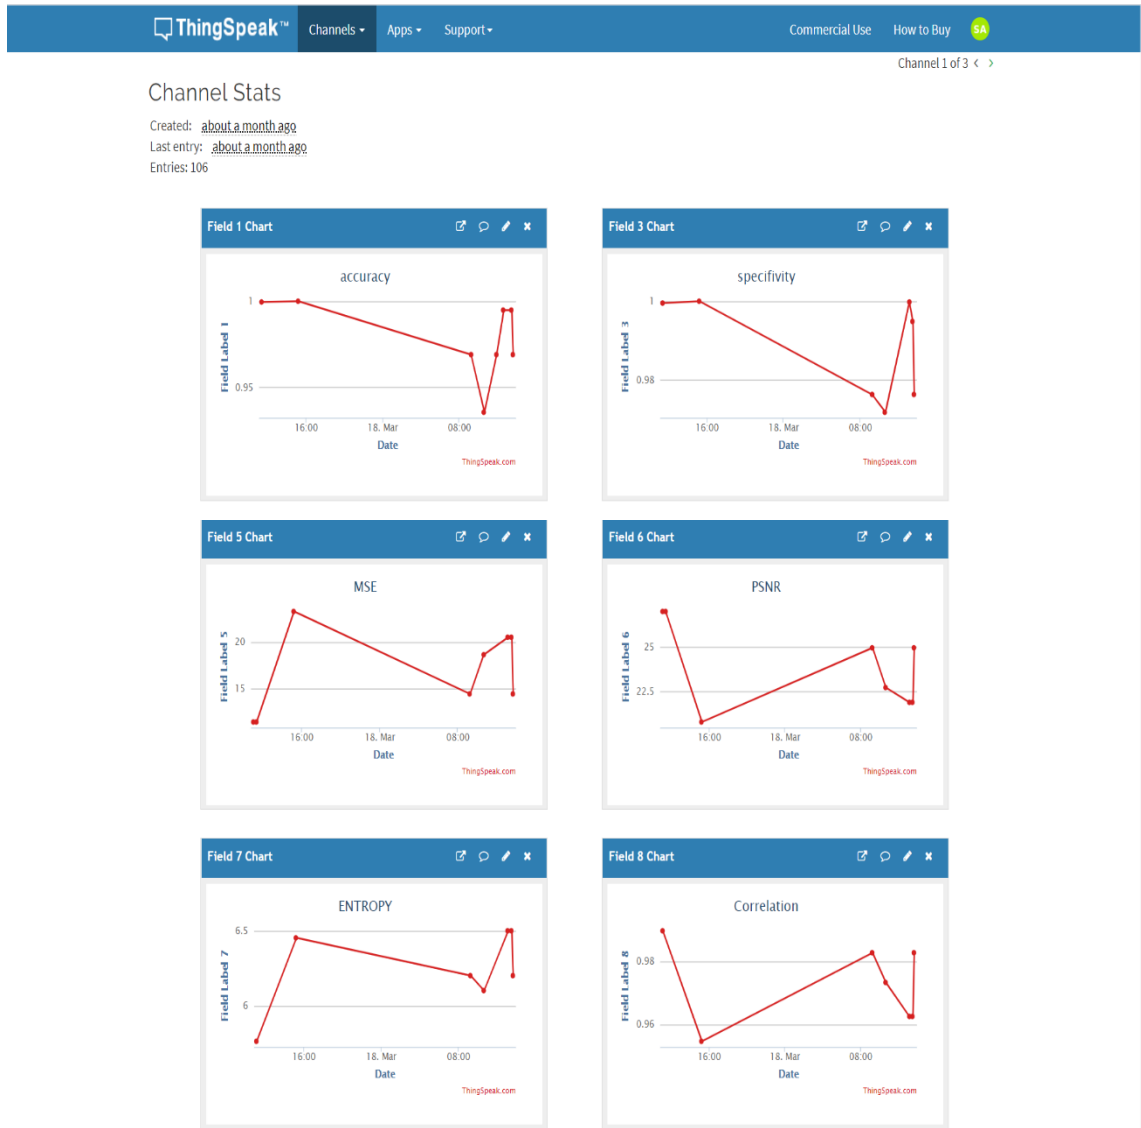 ThingSpeak™ Channels Apps Support Commercial Use How to Buy SA
Channel 1 of 3 < >
Channel Stats
Created: about a month ago
Last entry: about a month ago
Entries: 106
Field 1 Chart
accuracy
Field Label 1
1
0.95
16:00 18. Mar 08:00
Date
ThingSpeak.com
Field 3 Chart
specifivity
Field Label 3
1
0.98
16:00 18. Mar 08:00
Date
ThingSpeak.com
Field 5 Chart
MSE
Field Label 5
20
15
16:00 18. Mar 08:00
Date
ThingSpeak.com
Field 6 Chart
PSNR
Field Label 6
25
22.5
16:00 18. Mar 08:00
Date
ThingSpeak.com
Field 7 Chart
ENTROPY
Field Label 7
6.5
6
16:00 18. Mar 08:00
Date
ThingSpeak.com
Field 8 Chart
Correlation
Field Label 8
0.98
0.96
16:00 18. Mar 08:00
Date
ThingSpeak.com